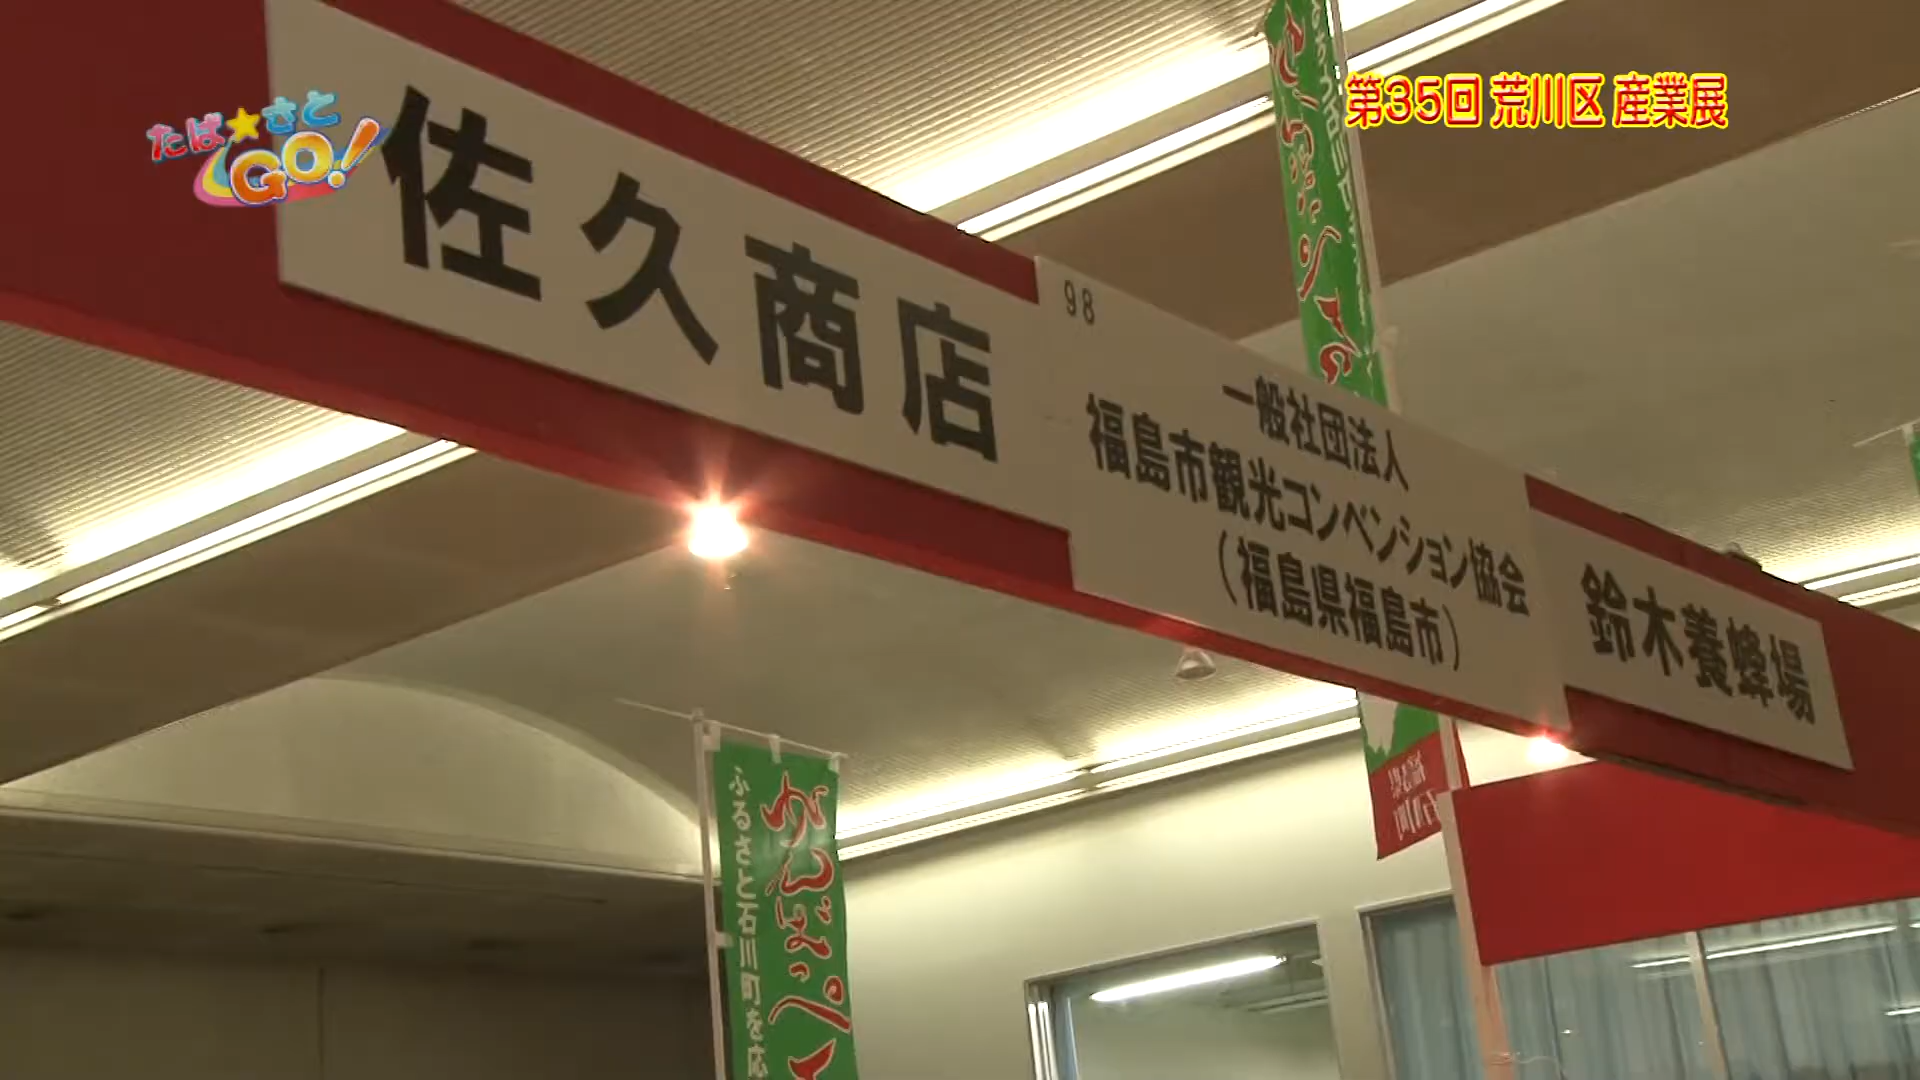 たば★さと
GO!
第35回 荒川区 産業展
佐久商店
98
一般社団法人
福島市観光コンベンション協会
（福島県福島市）
鈴木養蜂場
ふるさと石川町を応